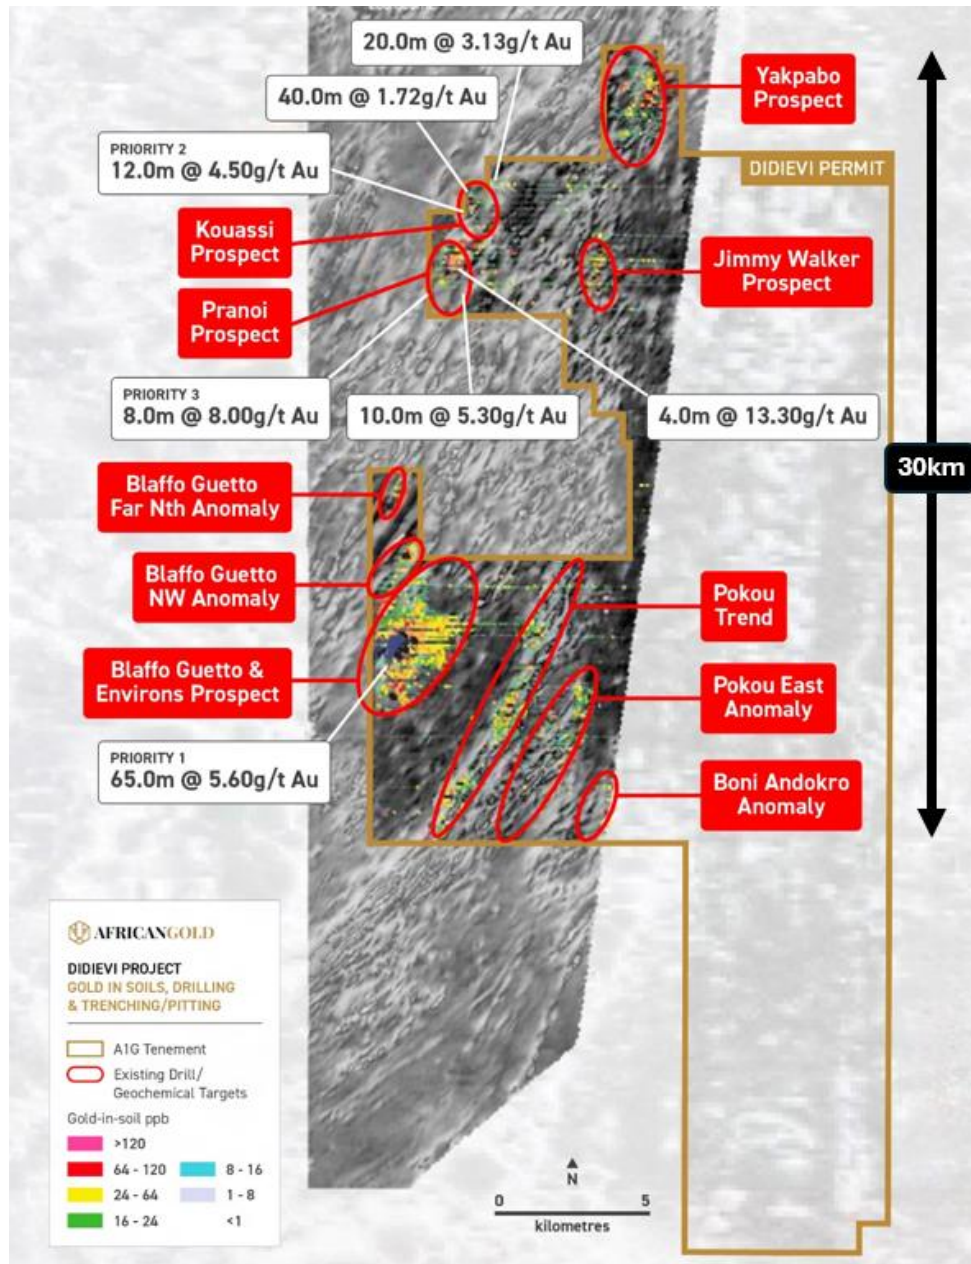 20.0m @ 3.13g/t Au
40.0m @ 1.72g/t Au
Yakpabo
Prospect
PRIORITY 2
12.0m @ 4.50g/t Au
DIDIEVI PERMIT
Kouassi
Prospect
Jimmy Walker
Prospect
Pranoi
Prospect
PRIORITY 3
8.0m @ 8.00g/t Au
10.0m @ 5.30g/t Au
4.0m @ 13.30g/t Au
30km
Blaffo Guetto
Far Nth Anomaly
Blaffo Guetto
NW Anomaly
Pokou
Trend
Blaffo Guetto &
Environs Prospect
Pokou East
Anomaly
PRIORITY 1
65.0m @ 5.60g/t Au
Boni Andokro
Anomaly
AFRICANGOLD
DIDIEVI PROJECT
GOLD IN SOILS, DRILLING
& TRENCHING/PITTING
A1G Tenement
Existing Drill/
Geochemical Targets
Gold-in-soil ppb
>120
64 - 120
8 - 16
24 - 64
1 - 8
16 - 24
<1
N
0 5
kilometres